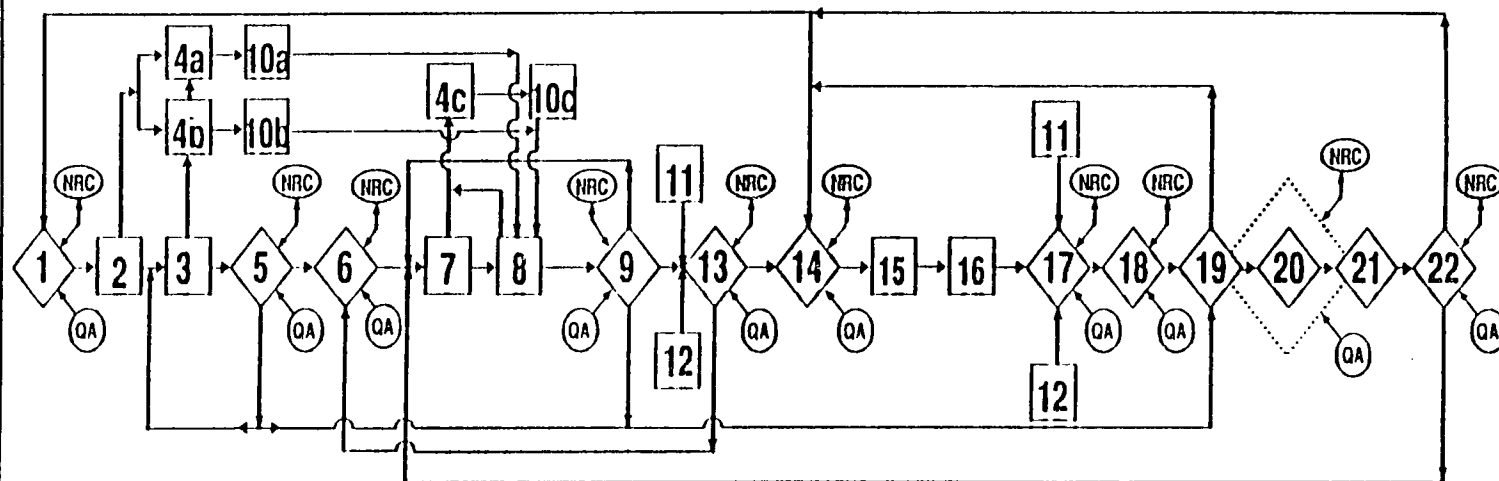 4a 10a
4c 10c
4b 10b
11 11
NRC NRC NRC NRC NRC NRC NRC NRC NRC NRC
1 2 3 5 6 7 8 9 13 14 15 16 17 18 19 20 21 22
QA QA QA QA QA QA QA QA QA QA
12 12